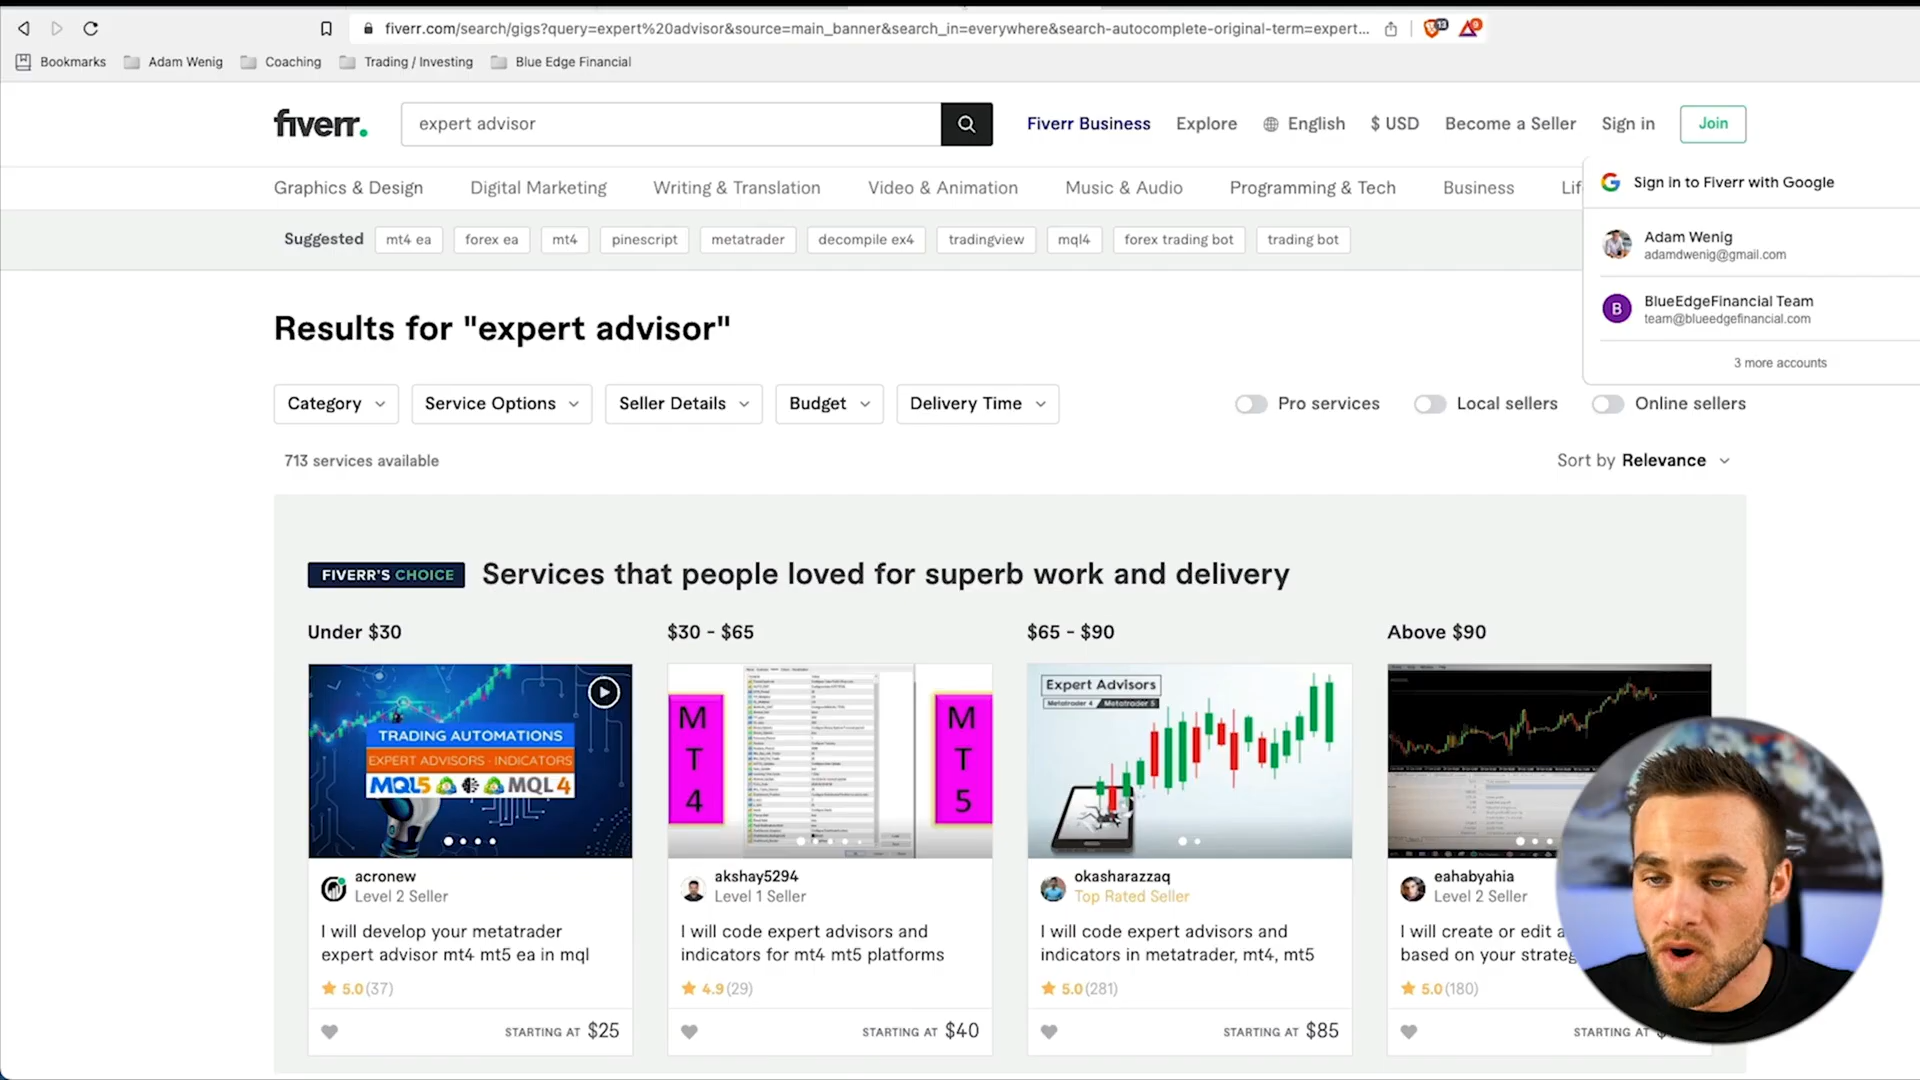 fiverr.com/search/gigs?query=expert%20advisor&source=main_banner&search_in=everywhere&search-autocomplete-original-term=expert...
13
9
Bookmarks
Adam Wenig
Coaching
Trading / Investing
Blue Edge Financial
fiverr.
expert advisor
Fiverr Business
Explore
English
$ USD
Become a Seller
Sign in
Join
Graphics & Design
Digital Marketing
Writing & Translation
Video & Animation
Music & Audio
Programming & Tech
Business
Lif
Sign in to Fiverr with Google
Adam Wenig
adamdwenig@gmail.com
B
BlueEdgeFinancial Team
team@blueedgefinancial.com
3 more accounts
Suggested
mt4 ea
forex ea
mt4
pinescript
metatrader
decompile ex4
tradingview
mql4
forex trading bot
trading bot
Results for "expert advisor"
Category
Service Options
Seller Details
Budget
Delivery Time
Pro services
Local sellers
Online sellers
713 services available
Sort by Relevance
FIVERR'S CHOICE
Services that people loved for superb work and delivery
Under $30
$30 - $65
$65 - $90
Above $90
TRADING AUTOMATIONS
EXPERT ADVISORS · INDICATORS
MQL5 MQL4
MT4
MT5
Expert Advisors
Metatrader 4 Metatrader 5
acronew
Level 2 Seller
I will develop your metatrader
expert advisor mt4 mt5 ea in mql
5.0 (37)
STARTING AT $25
akshay5294
Level 1 Seller
I will code expert advisors and
indicators for mt4 mt5 platforms
4.9 (29)
STARTING AT $40
okasharazzaq
Top Rated Seller
I will code expert advisors and
indicators in metatrader, mt4, mt5
5.0 (281)
STARTING AT $85
eahabyahia
Level 2 Seller
I will create or edit a
based on your strateg
5.0 (180)
STARTING AT